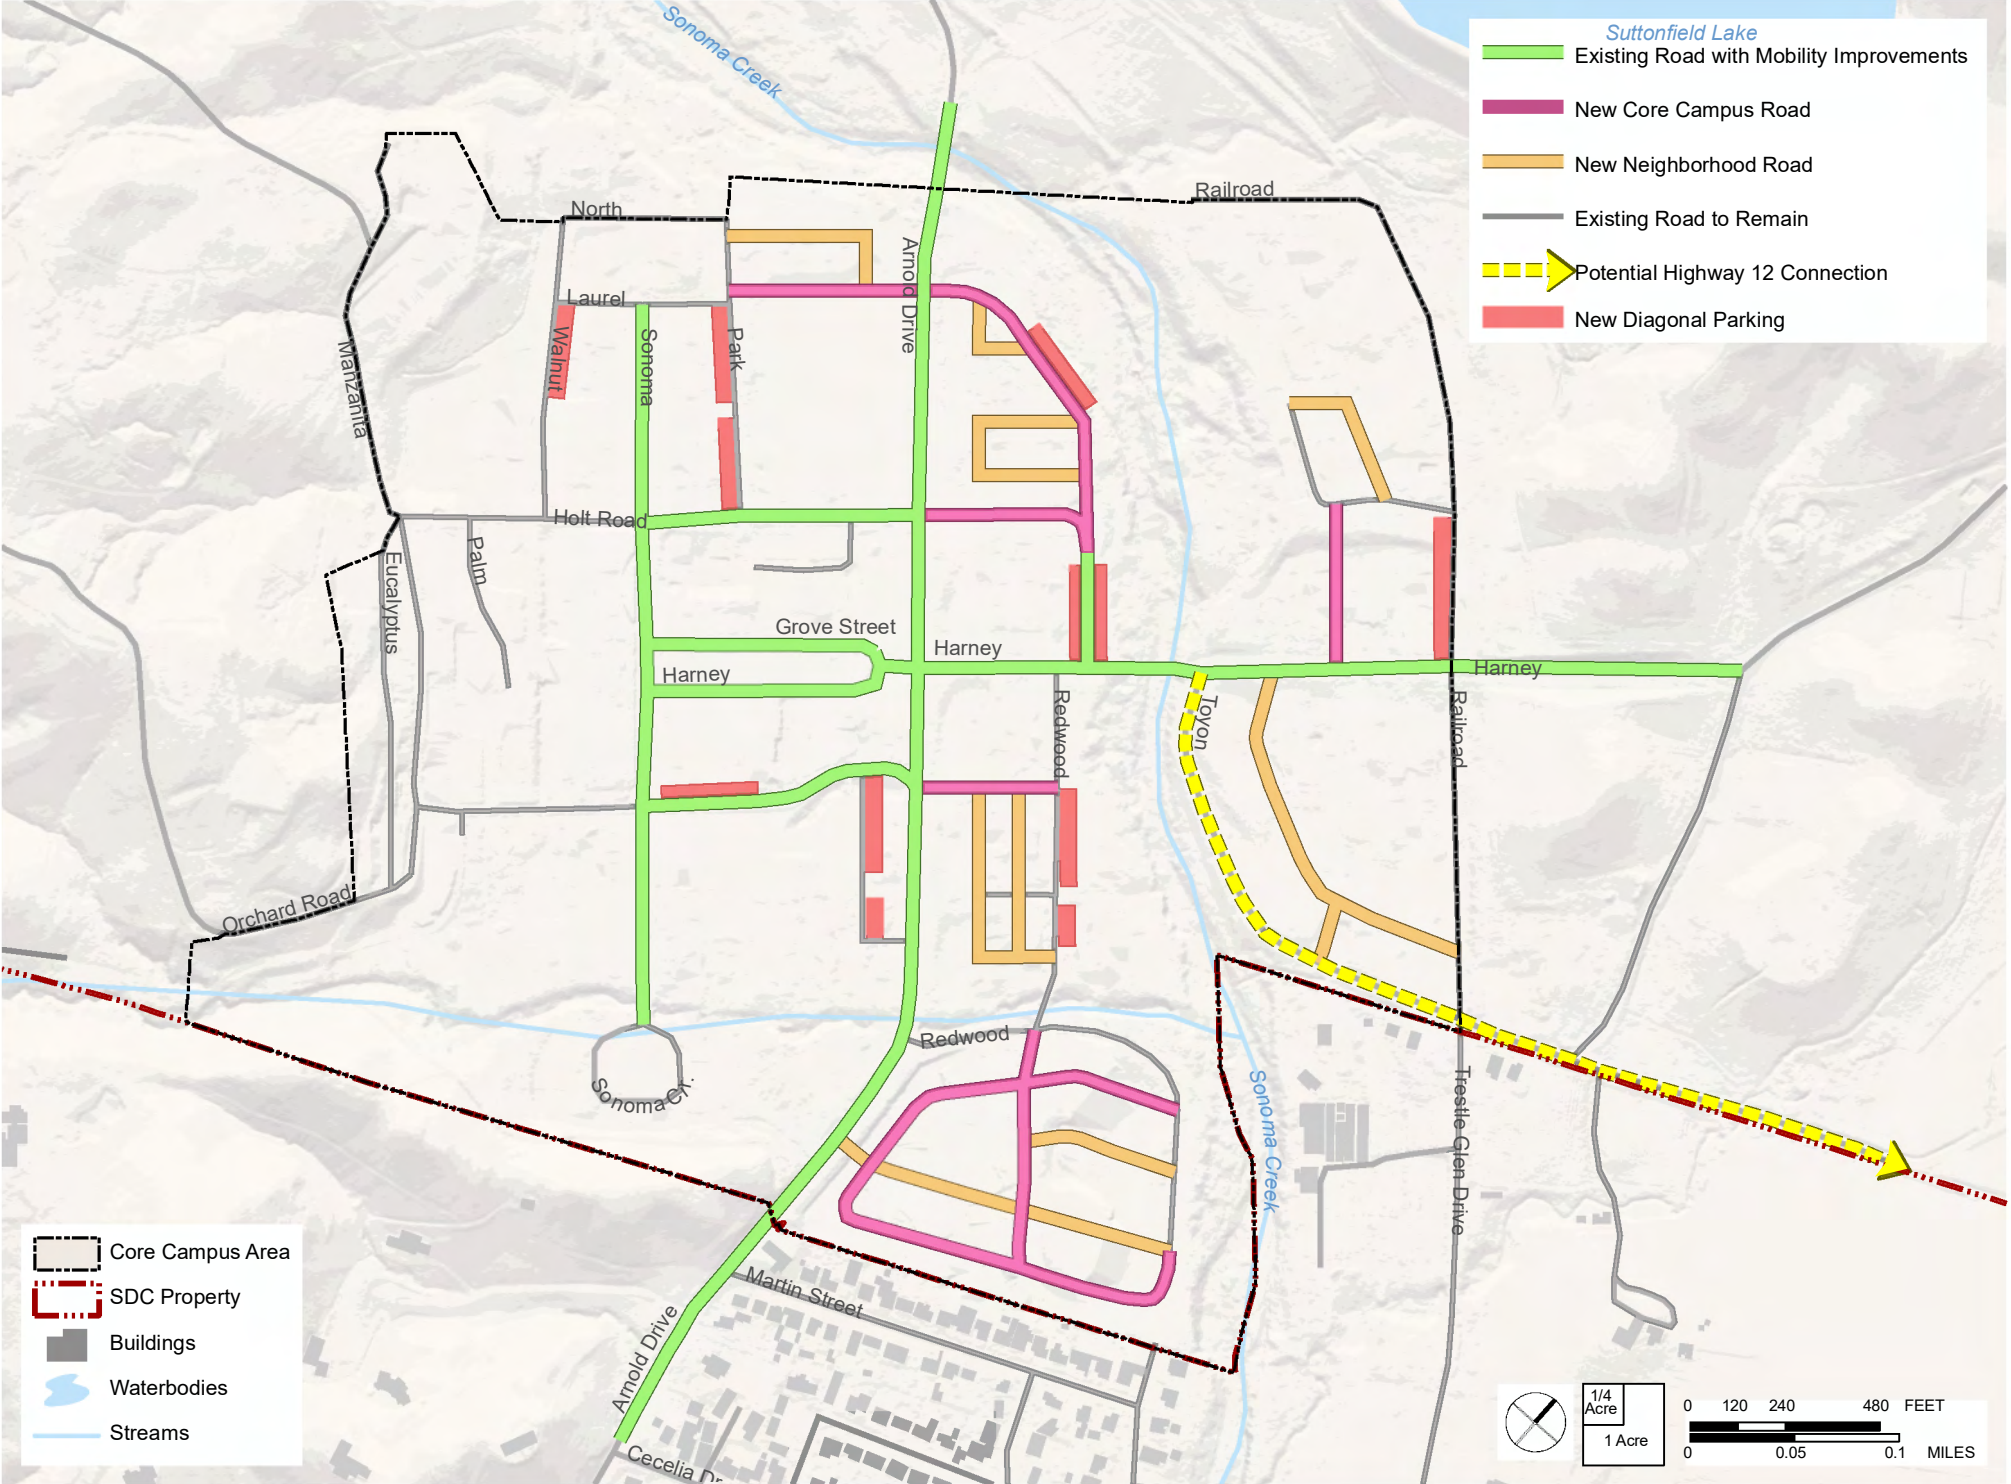 Sonoma Creek
Suttonfield Lake
Existing Road with Mobility Improvements
New Core Campus Road
New Neighborhood Road
Existing Road to Remain
Potential Highway 12 Connection
New Diagonal Parking
North
Railroad
Arnold Drive
Laurel
Walnut
Sonoma
Park
Manzanita
Holt Road
Eucalyptus
Palm
Grove Street
Harney
Harney
Harney
Redwood
Toyon
Railroad
Orchard Road
Redwood
Sonoma Cr.
Sonoma Creek
Trestle Glen Drive
Martin Street
Arnold Drive
Cecelia Dr
Core Campus Area
SDC Property
Buildings
Waterbodies
Streams
1/4
Acre
1 Acre
0 120 240 480 FEET
0 0.05 0.1 MILES